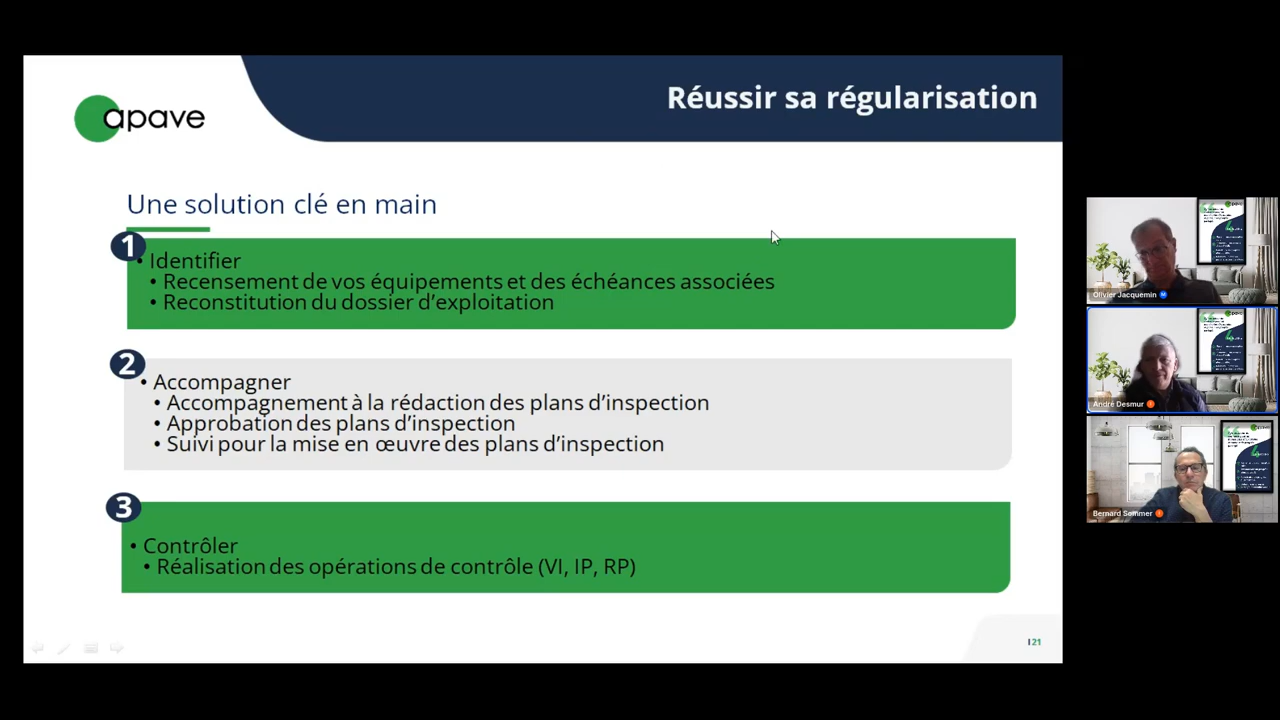 apave
Réussir sa régularisation
Une solution clé en main
1
• Identifier
• Recensement de vos équipements et des échéances associées
• Reconstitution du dossier d’exploitation
2
• Accompagner
• Accompagnement à la rédaction des plans d’inspection
• Approbation des plans d’inspection
• Suivi pour la mise en œuvre des plans d’inspection
3
• Contrôler
• Réalisation des opérations de contrôle (VI, IP, RP)
21
Olivier Jacquemin
André Desmur
Bernard Sommer